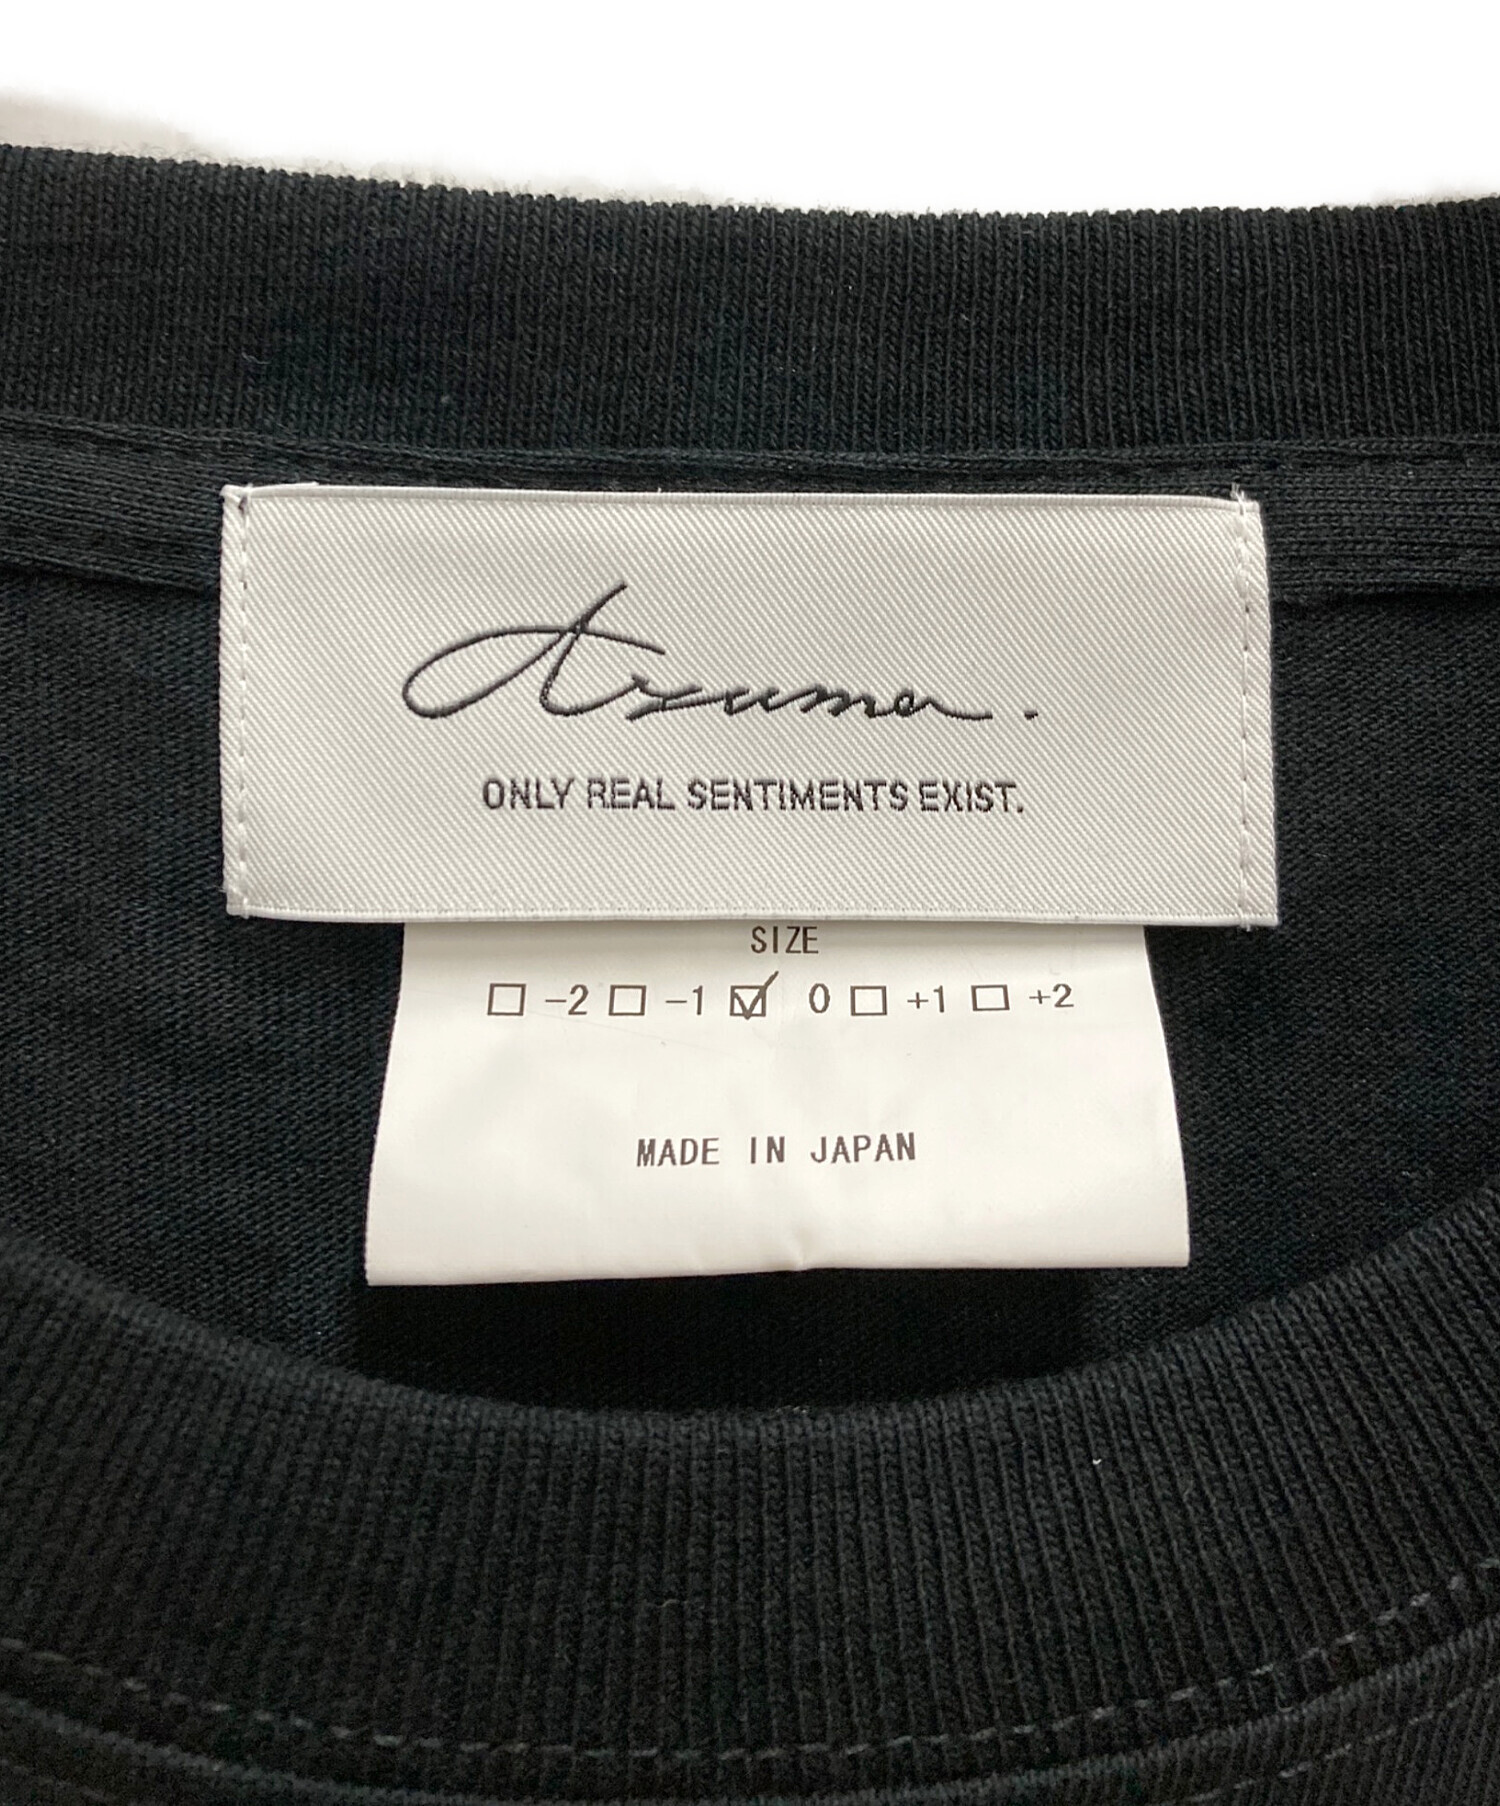 Azuma.
ONLY REAL SENTIMENTS EXIST.
SIZE
☐ -2 ☐ -1 ☑ 0 ☐ +1 ☐ +2
MADE IN JAPAN